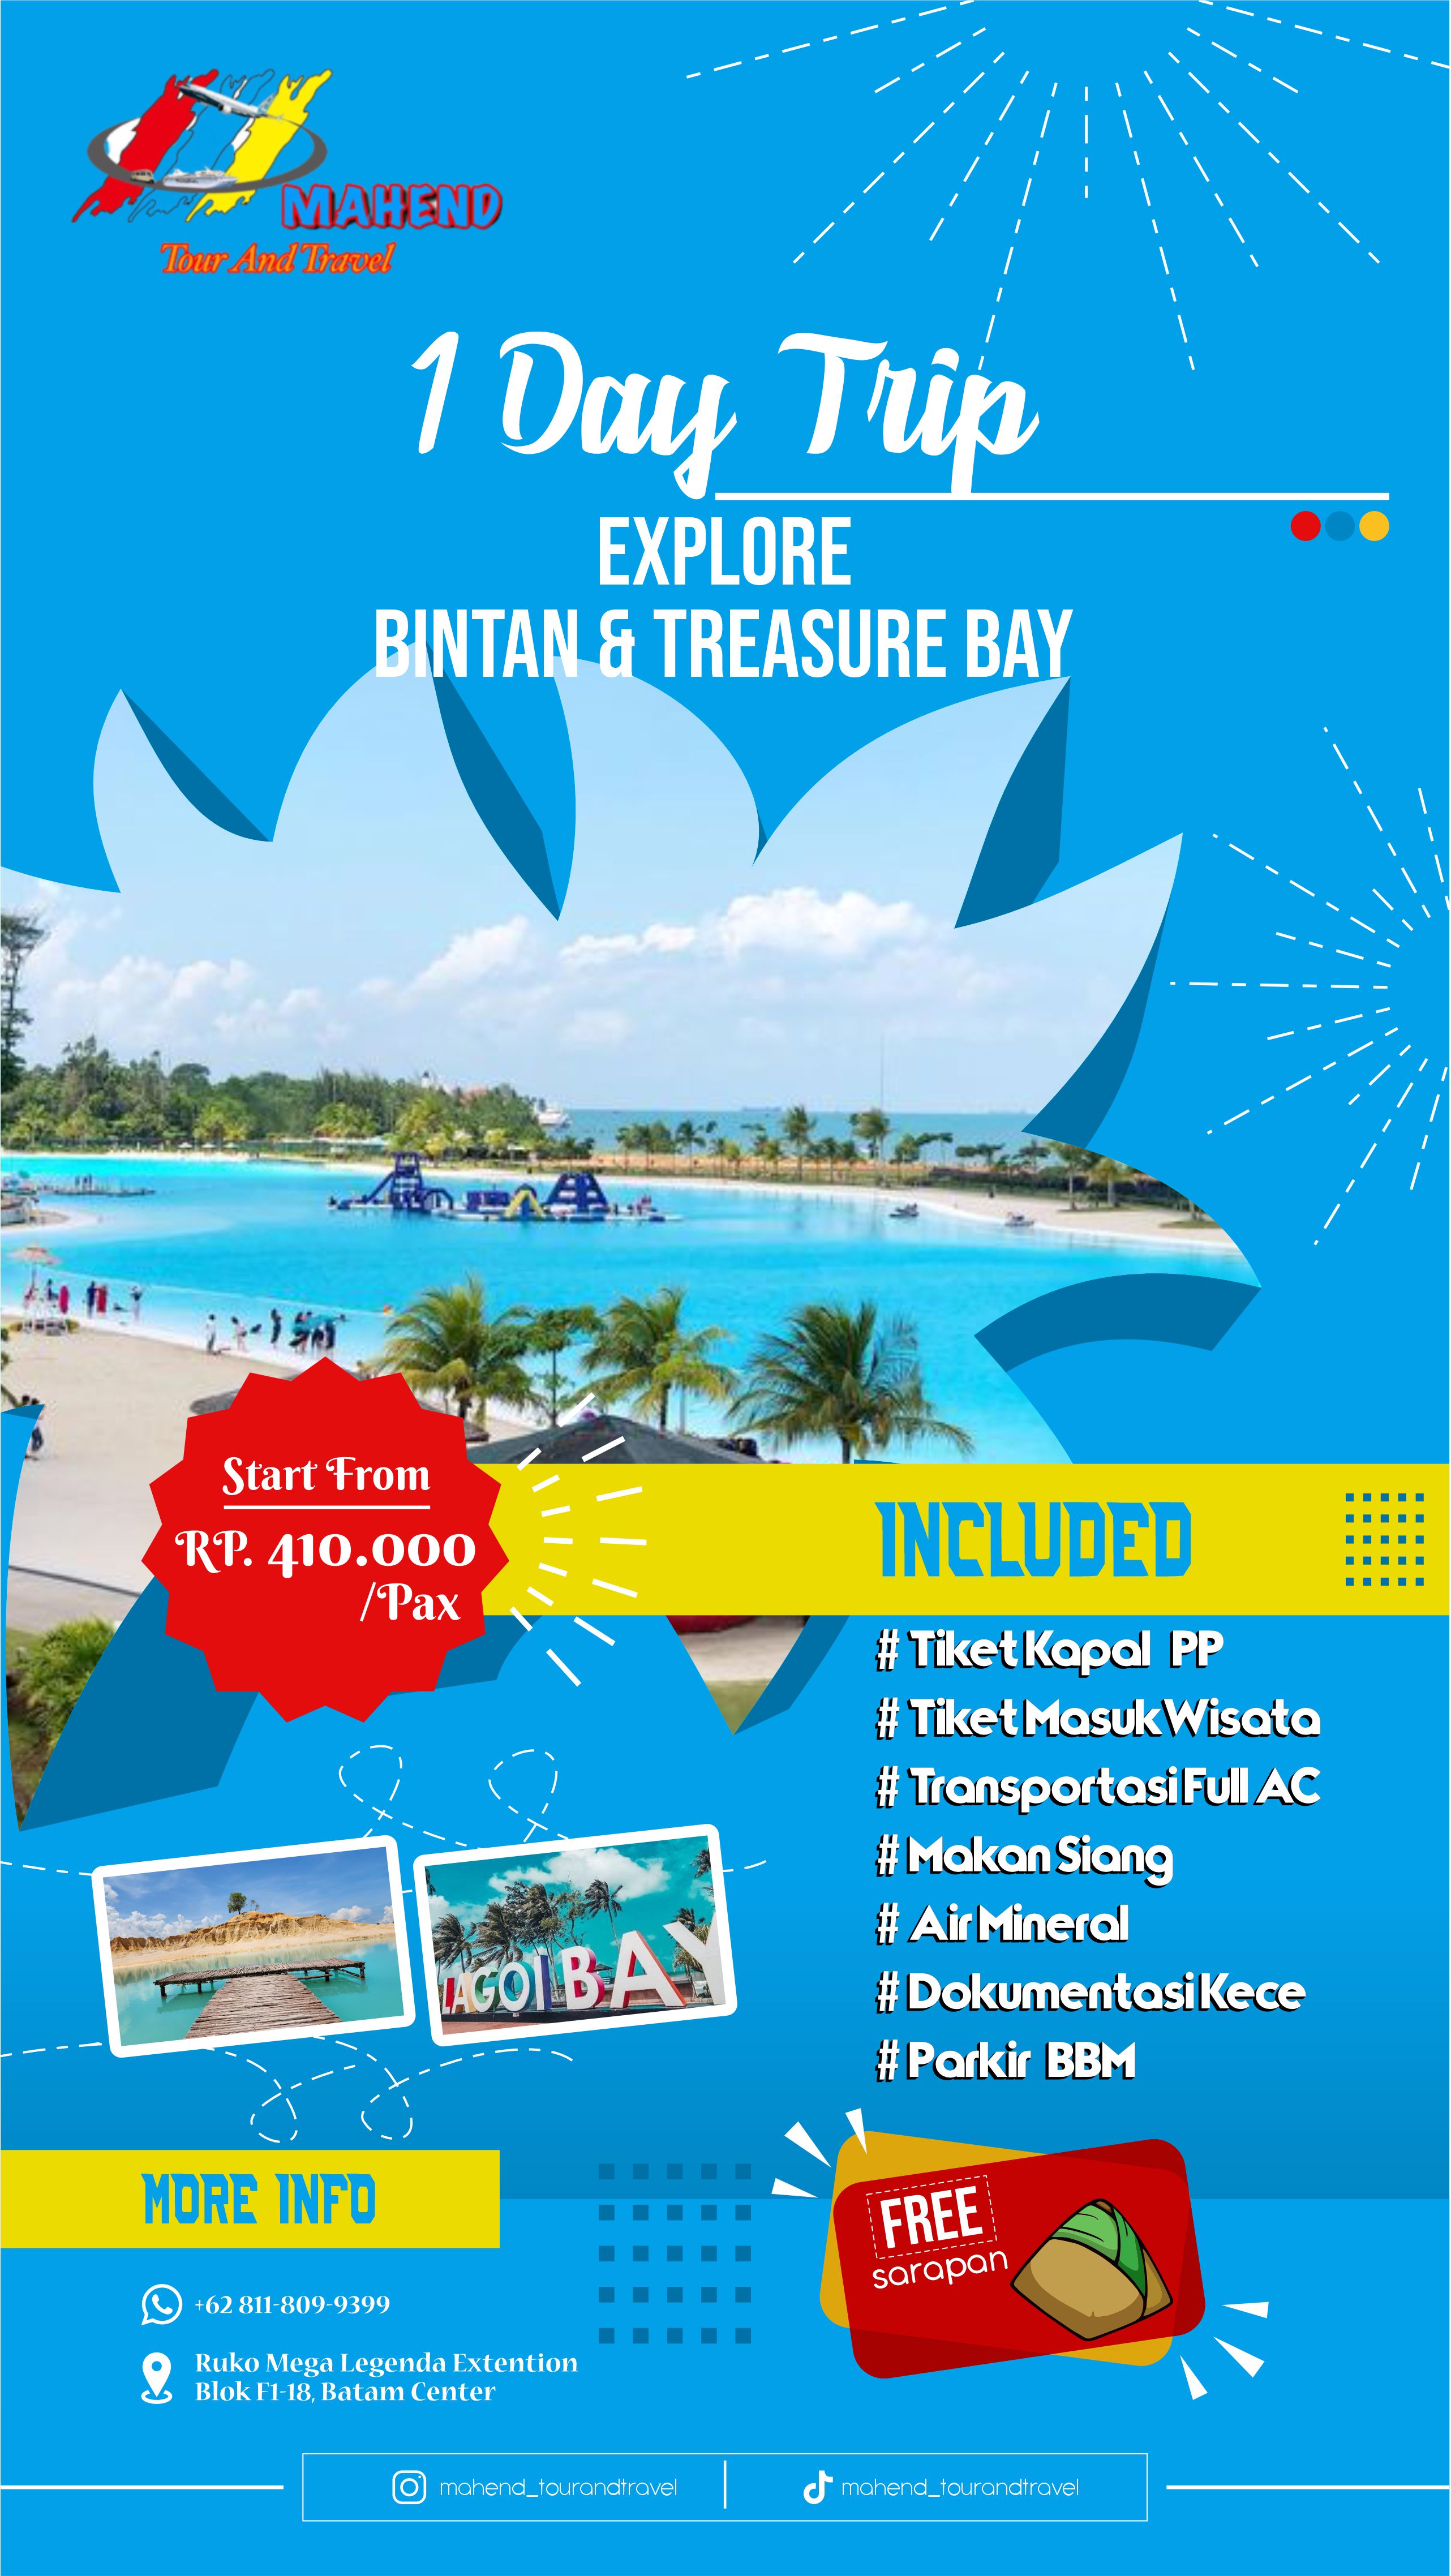 MAHEND
Tour And Travel
1 Day Trip
EXPLORE
BINTAN & TREASURE BAY
Start From
RP. 410.000
/Pax
INCLUDED
# Tiket Kapal PP
# Tiket Masuk Wisata
# Transportasi Full AC
# Makan Siang
# Air Mineral
# Dokumentasi Kece
# Parkir BBM
LAGOI BAY
MORE INFO
FREE
sarapan
+62 811-809-9399
Ruko Mega Legenda Extention
Blok F1-18, Batam Center
mahend_tourandtravel
mahend_tourandtravel